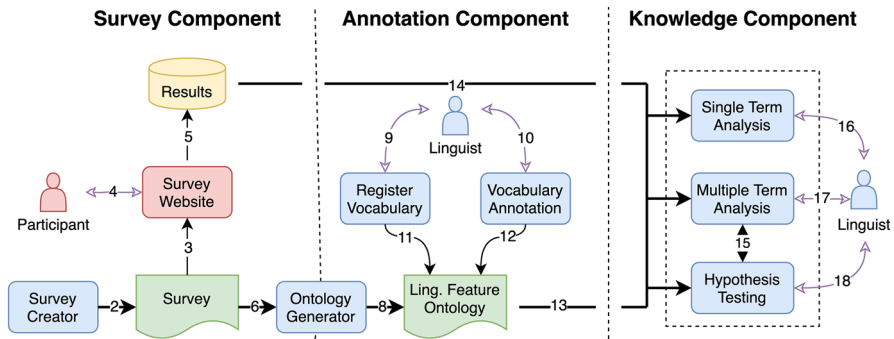 Survey Component
Annotation Component
Knowledge Component
Results
14
5
9
10
Linguist
Single Term
Analysis
16
Participant
4
Survey
Website
Register
Vocabulary
Vocabulary
Annotation
Multiple Term
Analysis
17
Linguist
3
11
12
15
18
Survey
Creator
2
Survey
6
Ontology
Generator
8
Ling. Feature
Ontology
13
Hypothesis
Testing